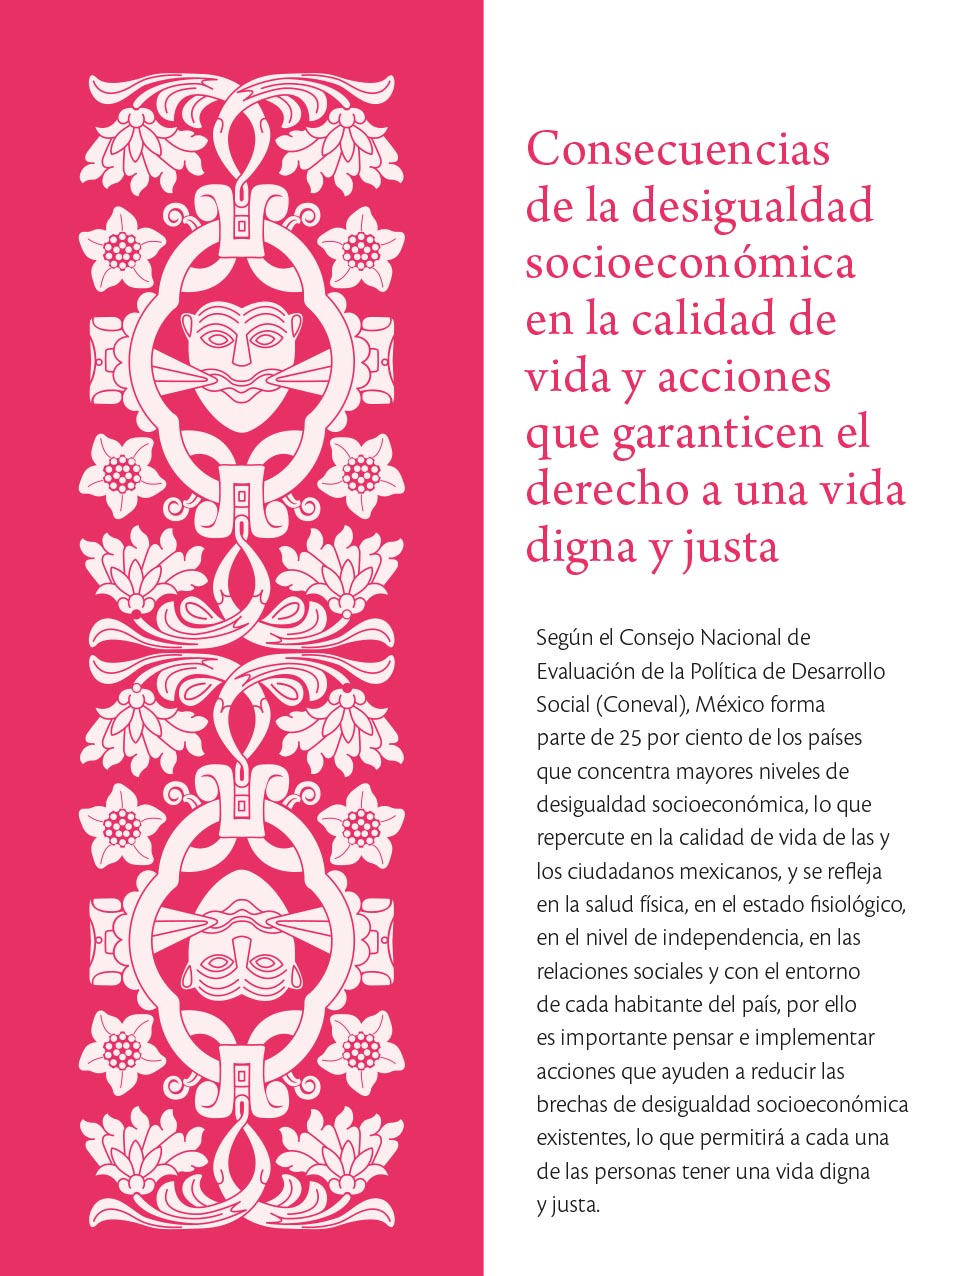 Consecuencias
de la desigualdad
socioeconómica
en la calidad de
vida y acciones
que garanticen el
derecho a una vida
digna y justa
Según el Consejo Nacional de
Evaluación de la Política de Desarrollo
Social (Coneval), México forma
parte de 25 por ciento de los países
que concentra mayores niveles de
desigualdad socioeconómica, lo que
repercute en la calidad de vida de las y
los ciudadanos mexicanos, y se refleja
en la salud física, en el estado fisiológico,
en el nivel de independencia, en las
relaciones sociales y con el entorno
de cada habitante del país, por ello
es importante pensar e implementar
acciones que ayuden a reducir las
brechas de desigualdad socioeconómica
existentes, lo que permitirá a cada una
de las personas tener una vida digna
y justa.